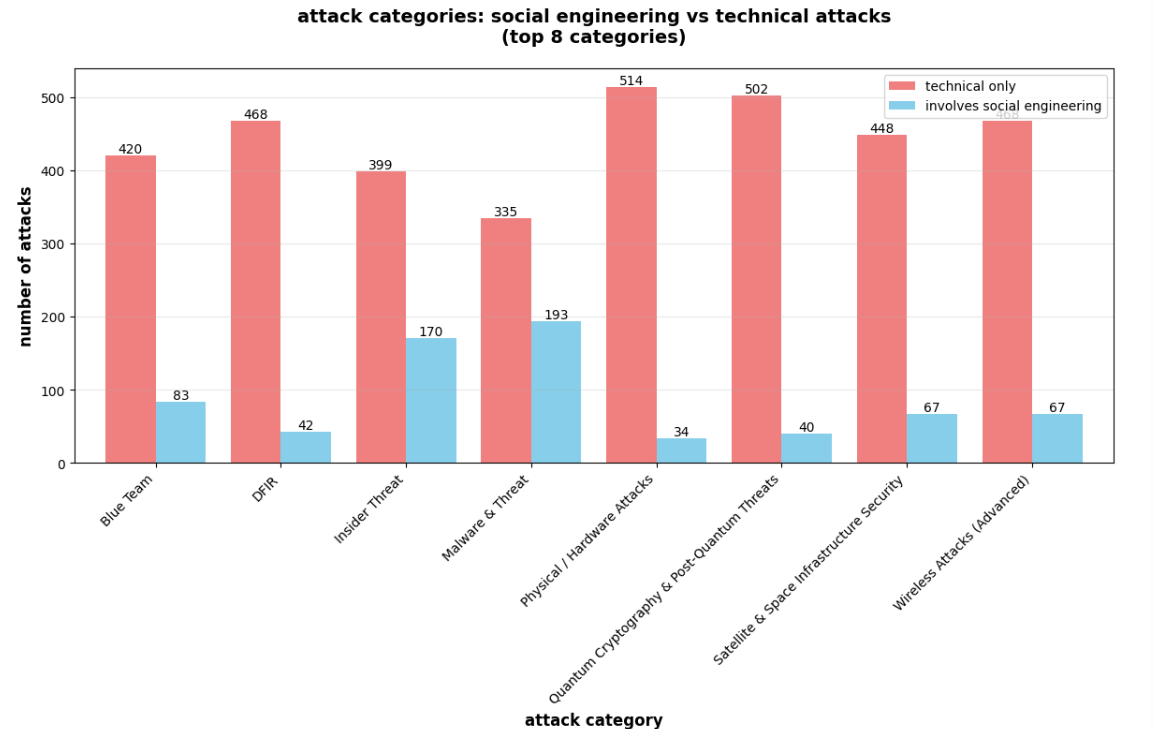 attack categories: social engineering vs technical attacks
(top 8 categories)
technical only
involves social engineering
number of attacks
500
400
300
200
100
0
420
83
468
42
399
170
335
193
514
34
502
40
448
67
468
67
Blue Team
DFIR
Insider Threat
Malware & Threat
Physical / Hardware Attacks
Quantum Cryptography & Post-Quantum Threats
Satellite & Space Infrastructure Security
Wireless Attacks (Advanced)
attack category